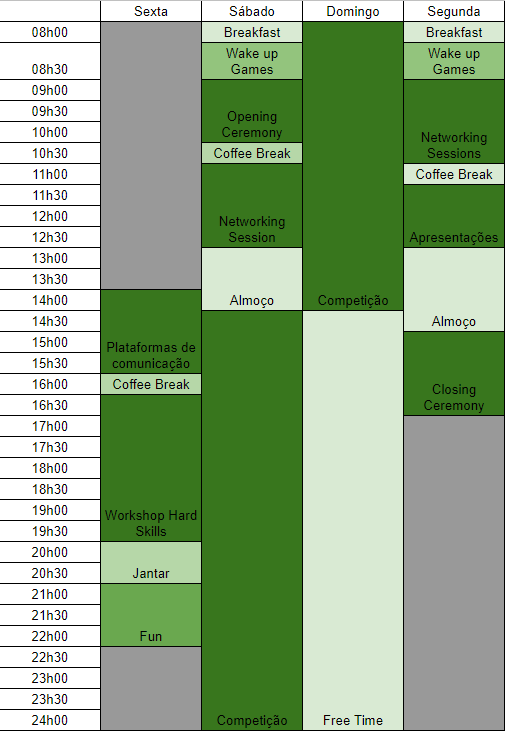 Sexta Sábado Domingo Segunda
08h00 Breakfast Breakfast
Wake up Wake up
08h30 Games Games
09h00
09h30 Opening
10h00 Ceremony Networking
10h30 Coffee Break Sessions
11h00 Coffee Break
11h30
12h00 Networking
12h30 Session Apresentações
13h00
13h30
14h00 Almoço Competição
14h30 Almoço
15h00 Plataformas de
15h30 comunicação
16h00 Coffee Break Closing
16h30 Ceremony
17h00
17h30
18h00
18h30
19h00 Workshop Hard
19h30 Skills
20h00
20h30 Jantar
21h00
21h30
22h00 Fun
22h30
23h00
23h30
24h00 Competição Free Time